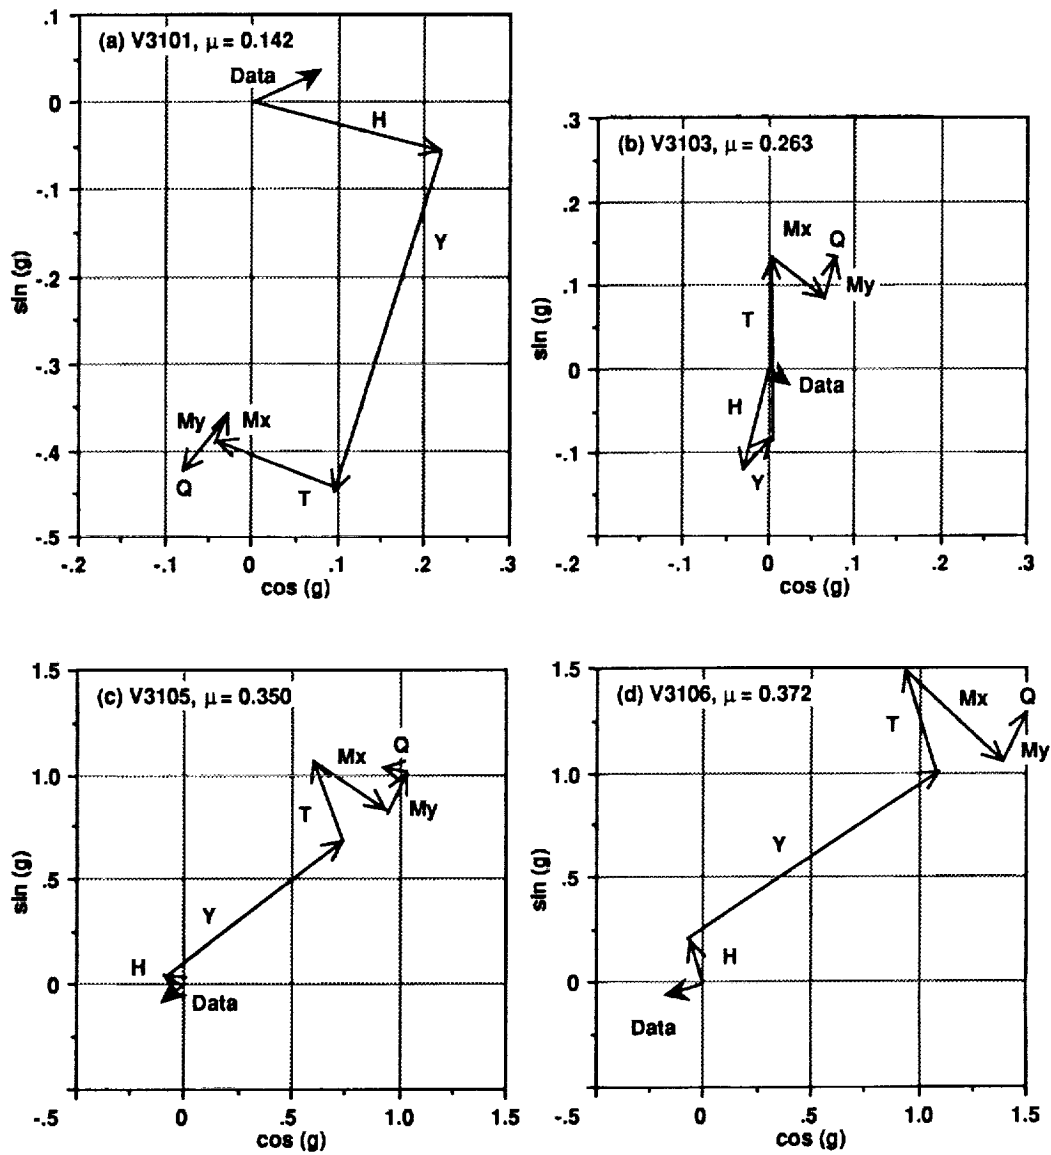 (a) V3101, μ = 0.142
.1
0
-.1
-.2
-.3
-.4
-.5
sin (g)
Data
H
Y
My
Mx
Q
T
-.2
-.1
0
.1
.2
.3
cos (g)
(b) V3103, μ = 0.263
.3
.2
.1
0
-.1
sin (g)
Mx
Q
My
T
Data
H
Y
-.2
-.1
0
.1
.2
.3
cos (g)
(c) V3105, μ = 0.350
1.5
1.0
.5
0
-.5
sin (g)
Mx
Q
T
My
Y
H
Data
0
.5
1.0
1.5
cos (g)
(d) V3106, μ = 0.372
1.5
1.0
.5
0
-.5
sin (g)
Mx
Q
T
My
Y
H
Data
0
.5
1.0
1.5
cos (g)